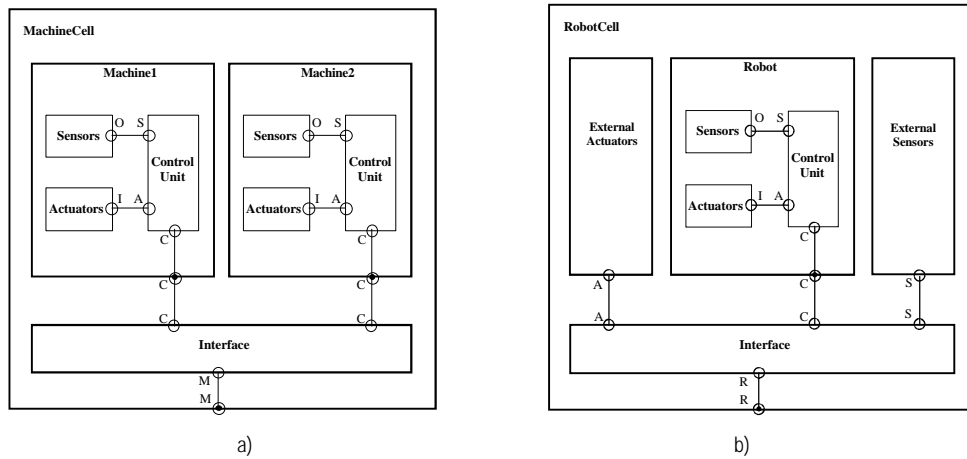 MachineCell
Machine1
Machine2
Sensors
O
S
Control
Unit
Actuators
I
A
C
C
C
Sensors
O
S
Control
Unit
Actuators
I
A
C
C
C
Interface
M
M
a)
RobotCell
External
Actuators
Robot
Sensors
O
S
Control
Unit
Actuators
I
A
C
External
Sensors
A
C
S
A
C
S
Interface
R
R
b)